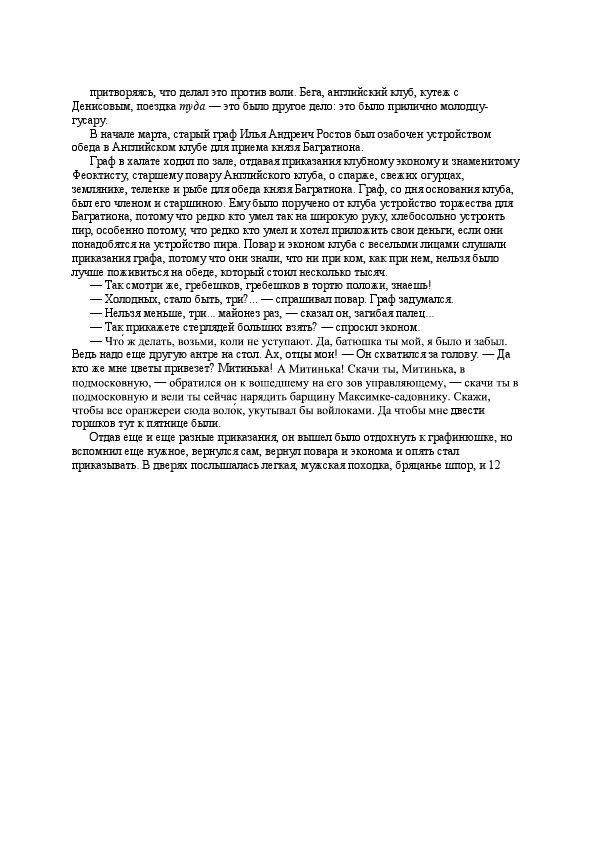 притворяясь, что делал это против воли. Бега, английский клуб, кутеж с
Денисовым, поездка туда — это было другое дело: это было прилично молодцу-
гусару.
В начале марта, старый граф Илья Андреич Ростов был озабочен устройством
обеда в Английском клубе для приема князя Багратиона.
Граф в халате ходил по зале, отдавая приказания клубному эконому и знаменитому
Феоктисту, старшему повару Английского клуба, о спарже, свежих огурцах,
землянике, теленке и рыбе для обеда князя Багратиона. Граф, со дня основания клуба,
был его членом и старшиною. Ему было поручено от клуба устройство торжества для
Багратиона, потому что редко кто умел так на широкую руку, хлебосольно устроить
пир, особенно потому, что редко кто умел и хотел приложить свои деньги, если они
понадобятся на устройство пира. Повар и эконом клуба с веселыми лицами слушали
приказания графа, потому что они знали, что ни при ком, как при нем, нельзя было
лучше поживиться на обеде, который стоил несколько тысяч.
— Так смотри же, гребешков, гребешков в тортю положи, знаешь!
— Холодных, стало быть, три?... — спрашивал повар. Граф задумался.
— Нельзя меньше, три... майонез раз, — сказал он, загибая палец...
— Так прикажете стерлядей больших взять? — спросил эконом.
— Что́ ж делать, возьми, коли не уступают. Да, батюшка ты мой, я было и забыл.
Ведь надо еще другую антре на стол. Ах, отцы мои! — Он схватился за голову. — Да
кто же мне цветы привезет? Митинька! А Митинька! Скачи ты, Митинька, в
подмосковную, — обратился он к вошедшему на его зов управляющему, — скачи ты в
подмосковную и вели ты сейчас нарядить барщину Максимке-садовнику. Скажи,
чтобы все оранжереи сюда воло́к, укутывал бы войлоками. Да чтобы мне двести
горшков тут к пятнице были.
Отдав еще и еще разные приказания, он вышел было отдохнуть к графинюшке, но
вспомнил еще нужное, вернулся сам, вернул повара и эконома и опять стал
приказывать. В дверях послышалась легкая, мужская походка, бряцанье шпор, и 12